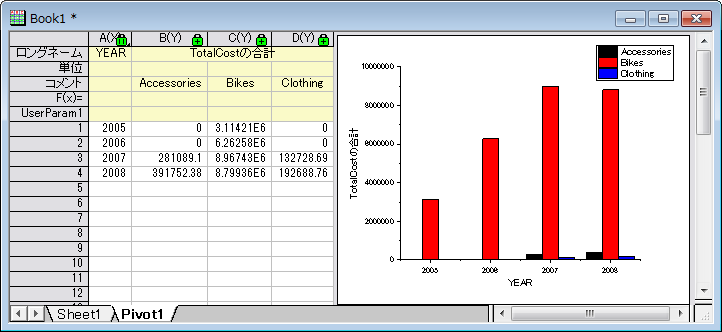 Book1 *
A(X) B(Y) C(Y) D(Y)
ロングネーム YEAR TotalCostの合計
単位
コメント Accessories Bikes Clothing
F(x)=
UserParam1
1 2005 0 3.11421E6 0
2 2006 0 6.26258E6 0
3 2007 281089.1 8.96743E6 132728.69
4 2008 391752.38 8.79936E6 192688.76
5
6
7
8
9
10
11
12
Sheet1 Pivot1
Accessories
Bikes
Clothing
10000000
8000000
6000000
4000000
2000000
0
TotalCostの合計
2005 2006 2007 2008
YEAR